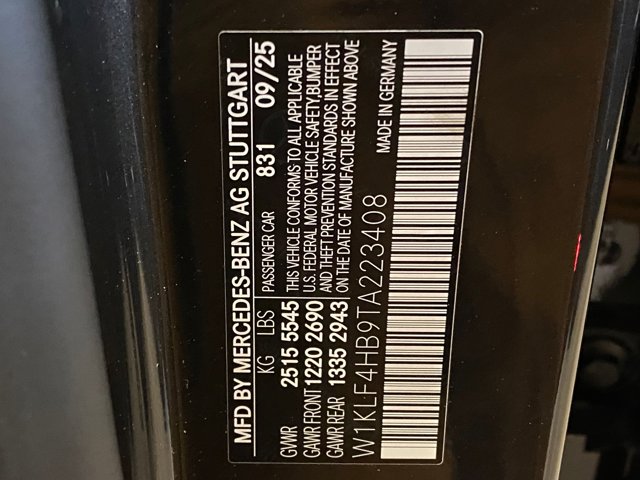 MFD BY MERCEDES-BENZ AG STUTTGART
KG LBS PASSENGER CAR 831 09/25
GVWR 2515 5545 THIS VEHICLE CONFORMS TO ALL APPLICABLE
GAWR FRONT 1220 2690 U.S. FEDERAL MOTOR VEHICLE SAFETY,BUMPER
GAWR REAR 1335 2943 AND THEFT PREVENTION STANDARDS IN EFFECT
ON THE DATE OF MANUFACTURE SHOWN ABOVE
W1KLF4HB9TA223408 MADE IN GERMANY